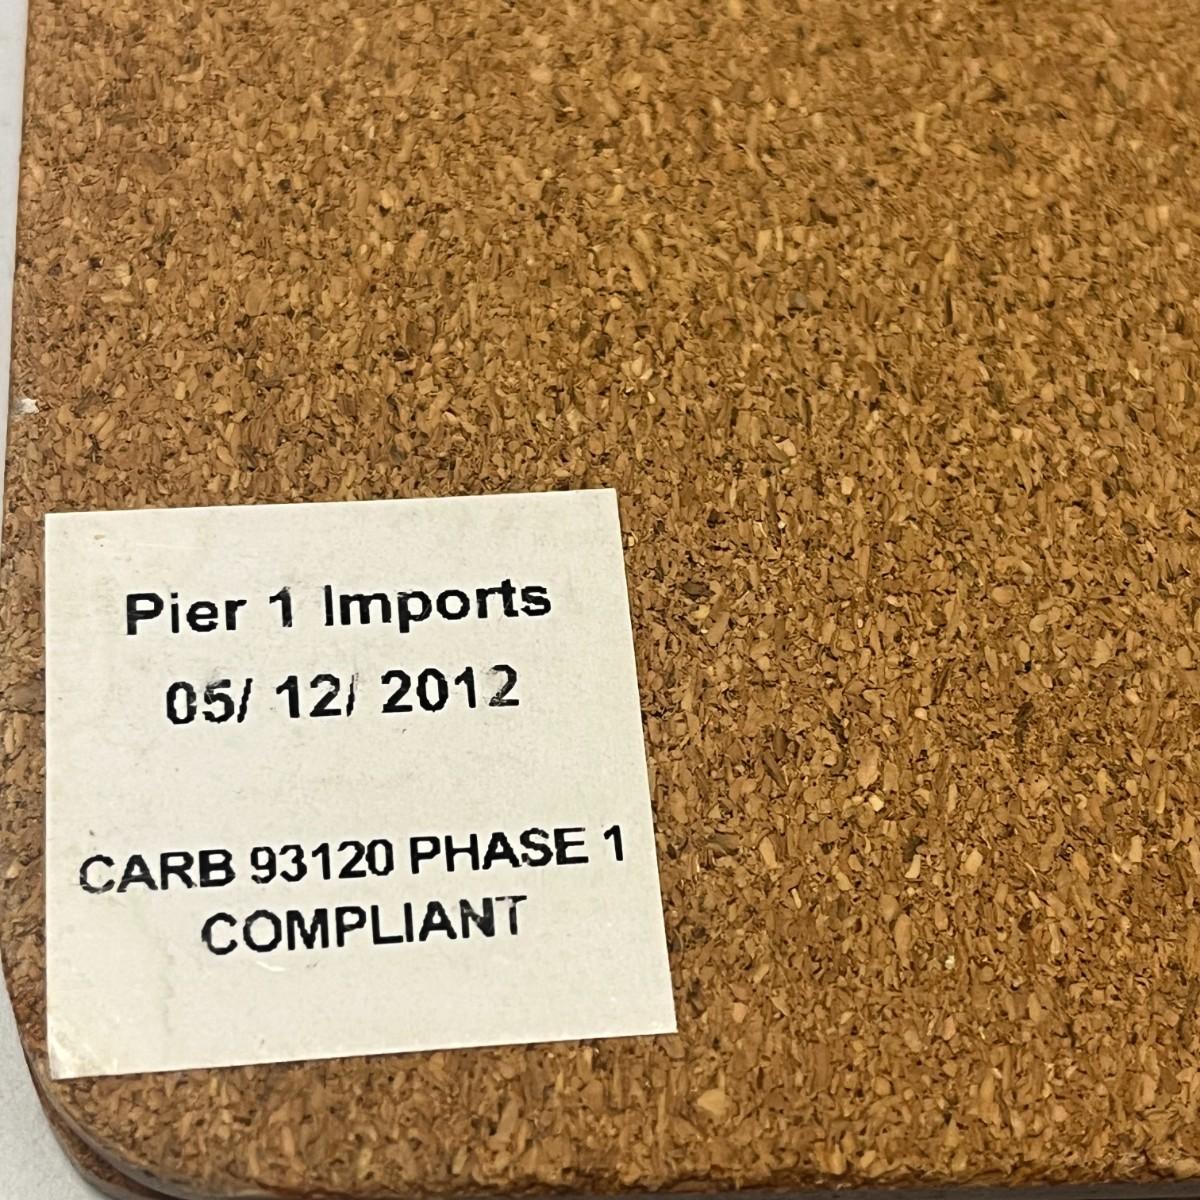 Pier 1 Imports
05/ 12/ 2012
CARB 93120 PHASE 1
COMPLIANT